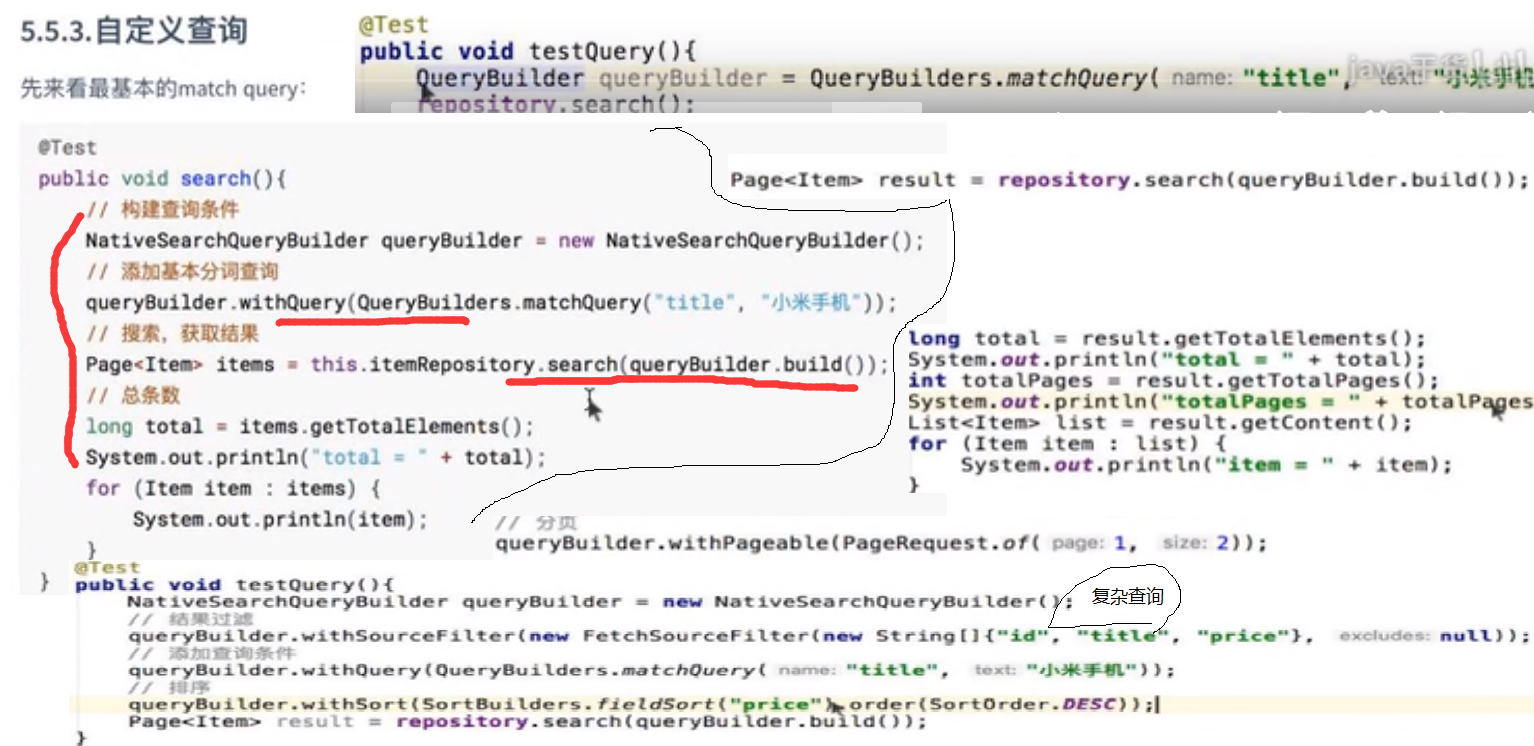 5.5.3.自定义查询
先来看最基本的match query：
@Test
public void testQuery(){
QueryBuilder queryBuilder = QueryBuilders.matchQuery( name: "title", text: "小米手机
repository.search();
@Test
public void search(){
// 构建查询条件
NativeSearchQueryBuilder queryBuilder = new NativeSearchQueryBuilder();
// 添加基本分词查询
queryBuilder.withQuery(QueryBuilders.matchQuery("title", "小米手机"));
// 搜索，获取结果
Page<Item> items = this.itemRepository.search(queryBuilder.build());
// 总条数
long total = items.getTotalElements();
System.out.println("total = " + total);
for (Item item : items) {
System.out.println(item);
}
}
Page<Item> result = repository.search(queryBuilder.build());
long total = result.getTotalElements();
System.out.println("total = " + total);
int totalPages = result.getTotalPages();
System.out.println("totalPages = " + totalPages
List<Item> list = result.getContent();
for (Item item : list) {
System.out.println("item = " + item);
}
// 分页
queryBuilder.withPageable(PageRequest.of( page: 1, size: 2));
@Test
public void testQuery(){
NativeSearchQueryBuilder queryBuilder = new NativeSearchQueryBuilder();
复杂查询
// 结果过滤
queryBuilder.withSourceFilter(new FetchSourceFilter(new String[]{"id", "title", "price"}, excludes: null));
// 添加查询条件
queryBuilder.withQuery(QueryBuilders.matchQuery( name: "title", text: "小米手机"));
// 排序
queryBuilder.withSort(SortBuilders.fieldSort("price").order(SortOrder.DESC));
Page<Item> result = repository.search(queryBuilder.build());
}